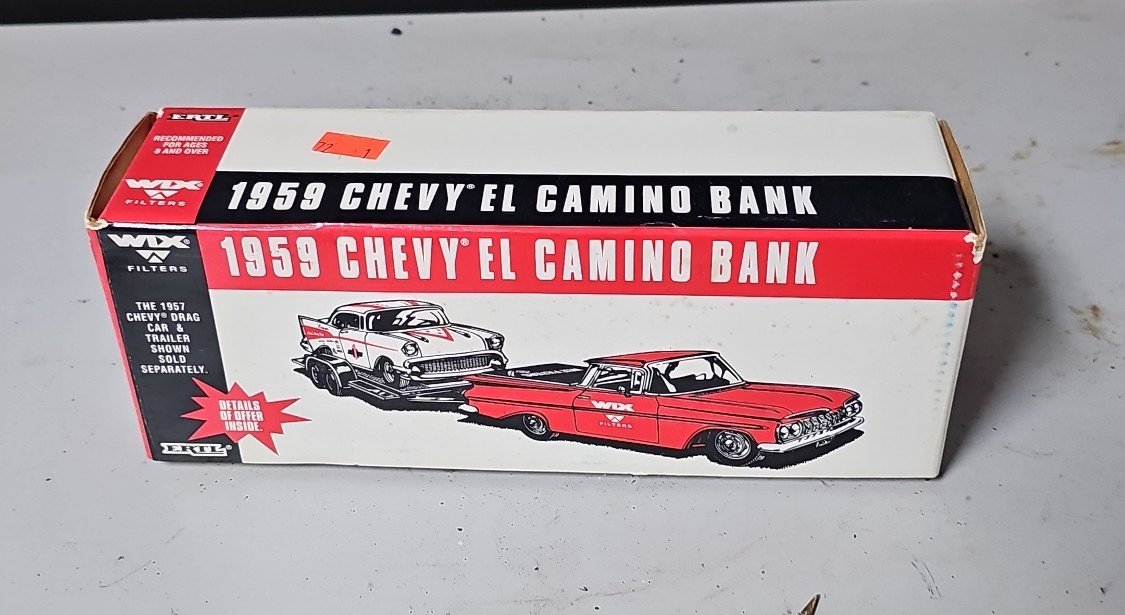 ERTL®
RECOMMENDED
FOR AGES
8 AND OVER
WIX®
FILTERS
1959 CHEVY® EL CAMINO BANK
WIX®
FILTERS
1959 CHEVY® EL CAMINO BANK
THE 1957
CHEVY® DRAG
CAR &
TRAILER
SHOWN
SOLD
SEPARATELY.
DETAILS
OF OFFER
INSIDE.
ERTL®
WIX
FILTERS